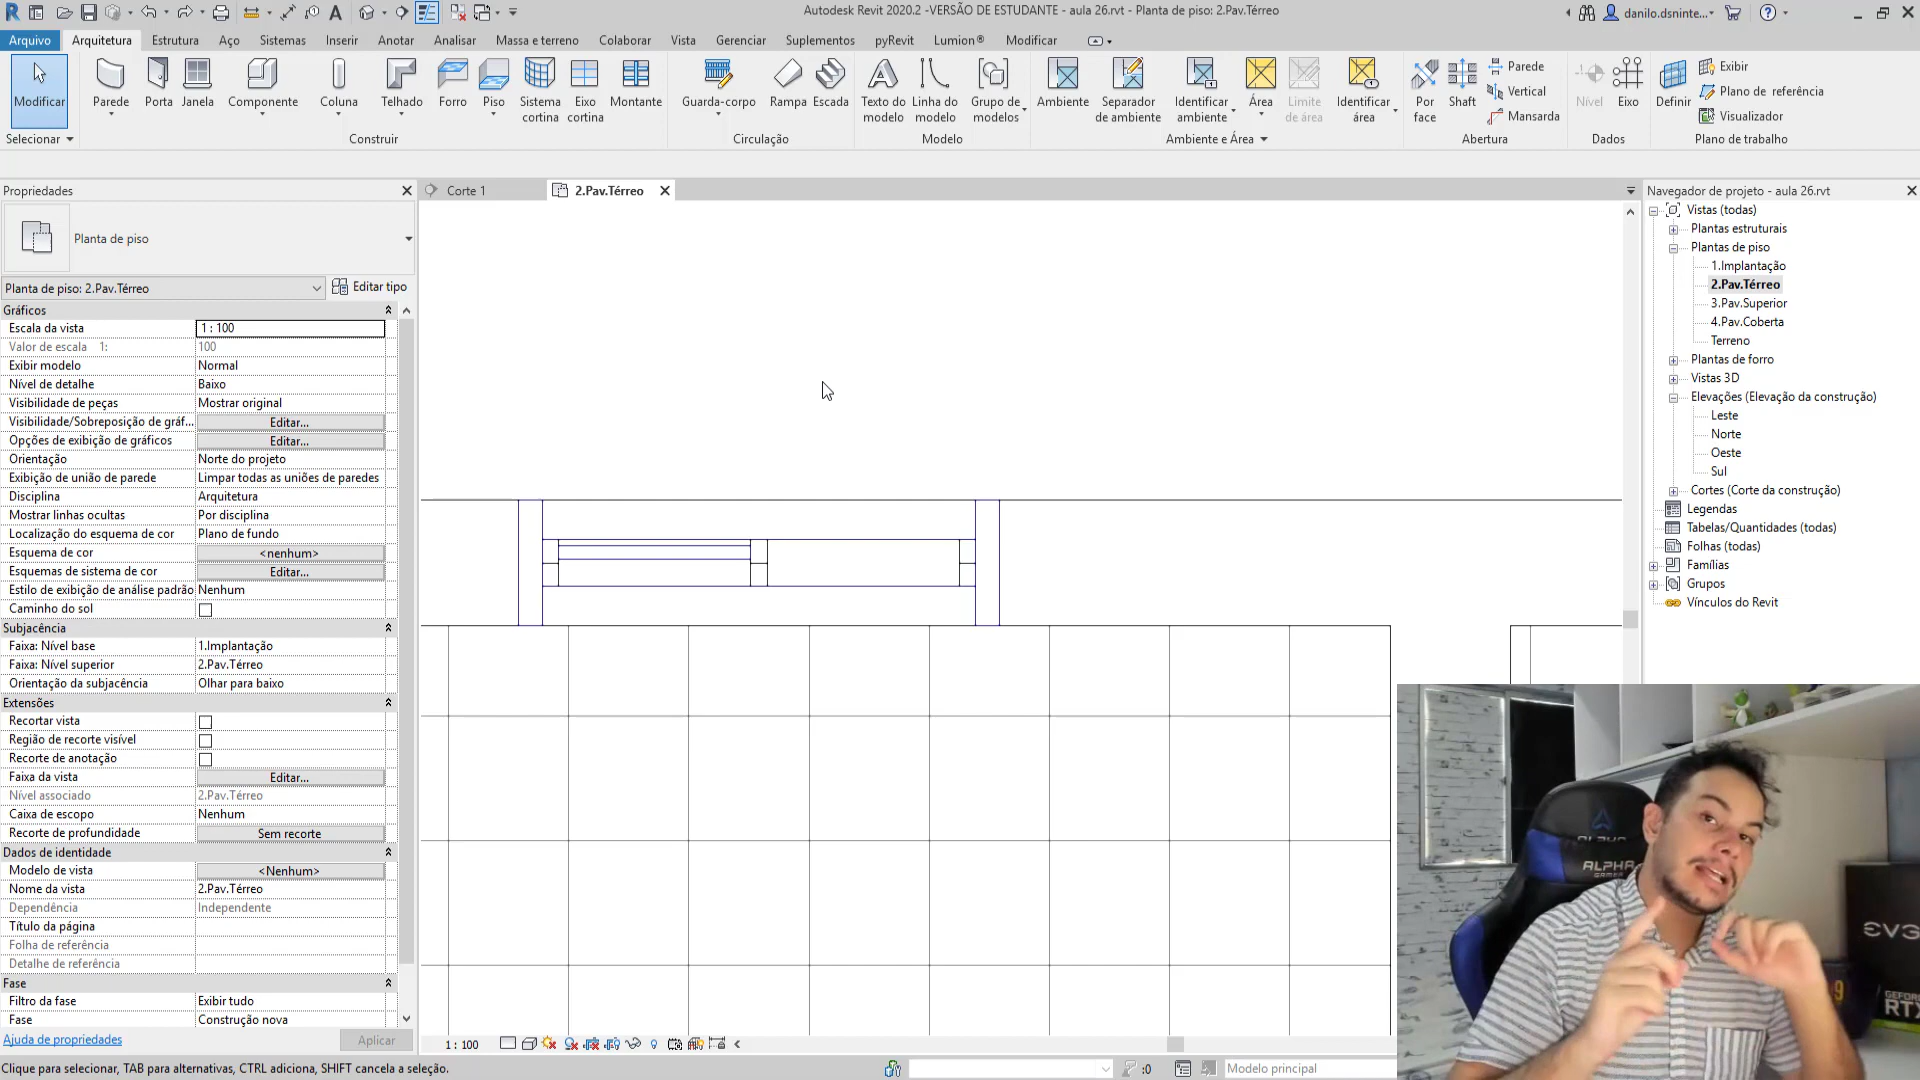 Autodesk Revit 2020.2 -VERSÃO DE ESTUDANTE - aula 26.rvt - Planta de piso: 2.Pav.Térreo
danilo.dsninte...
Arquivo Arquitetura Estrutura Aço Sistemas Inserir Anotar Analisar Massa e terreno Colaborar Vista Gerenciar Suplementos pyRevit Lumion® Modificar
Modificar Parede Porta Janela Componente Coluna Telhado Forro Piso Sistema cortina Eixo cortina Montante Guarda-corpo Rampa Escada Texto do modelo Linha do modelo Grupo de modelos Ambiente Separador de ambiente Identificar ambiente Área Limite de área Identificar área Por face Shaft Parede Vertical Mansarda Nível Eixo Definir Exibir Plano de referência Visualizador
Selecionar Construir Circulação Modelo Ambiente e Área Abertura Dados Plano de trabalho
Propriedades
Planta de piso
Planta de piso: 2.Pav.Térreo Editar tipo
Gráficos
Escala da vista 1 : 100
Valor de escala 1: 100
Exibir modelo Normal
Nível de detalhe Baixo
Visibilidade de peças Mostrar original
Visibilidade/Sobreposição de gráf... Editar...
Opções de exibição de gráficos Editar...
Orientação Norte do projeto
Exibição de união de parede Limpar todas as uniões de paredes
Disciplina Arquitetura
Mostrar linhas ocultas Por disciplina
Localização do esquema de cor Plano de fundo
Esquema de cor <nenhum>
Esquemas de sistema de cor Editar...
Estilo de exibição de análise padrão Nenhum
Caminho do sol
Subjacência
Faixa: Nível base 1.Implantação
Faixa: Nível superior 2.Pav.Térreo
Orientação da subjacência Olhar para baixo
Extensões
Recortar vista
Região de recorte visível
Recorte de anotação
Faixa da vista Editar...
Nível associado 2.Pav.Térreo
Caixa de escopo Nenhum
Recorte de profundidade Sem recorte
Dados de identidade
Modelo de vista <Nenhum>
Nome da vista 2.Pav.Térreo
Dependência Independente
Título da página
Folha de referência
Detalhe de referência
Fase
Filtro da fase Exibir tudo
Fase Construção nova
Ajuda de propriedades Aplicar
Corte 1 2.Pav.Térreo
1 : 100
Navegador de projeto - aula 26.rvt
Vistas (todas)
Plantas estruturais
Plantas de piso
1.Implantação
2.Pav.Térreo
3.Pav.Superior
4.Pav.Coberta
Terreno
Plantas de forro
Vistas 3D
Elevações (Elevação da construção)
Leste
Norte
Oeste
Sul
Cortes (Corte da construção)
Legendas
Tabelas/Quantidades (todas)
Folhas (todas)
Famílias
Grupos
Vínculos do Revit
Clique para selecionar, TAB para alternativas, CTRL adiciona, SHIFT cancela a seleção.
:0
Modelo principal
ALPHA
GAMER